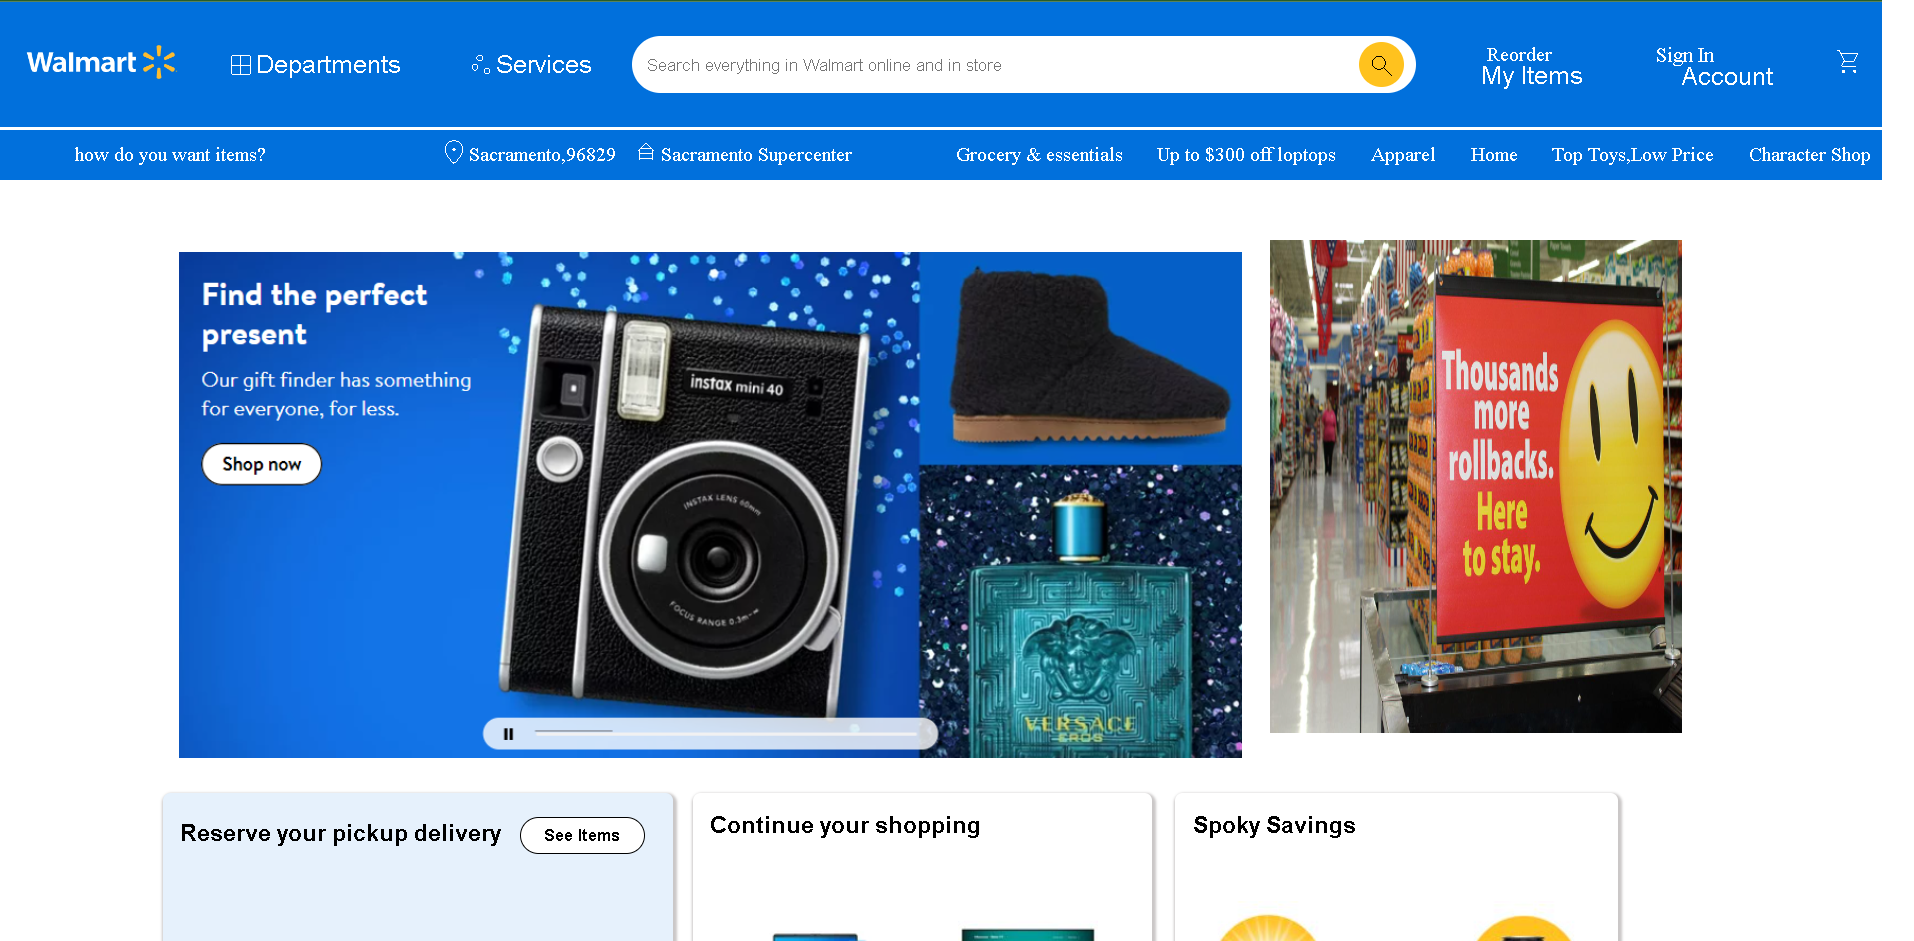 Walmart
Departments
Services
Search everything in Walmart online and in store
Reorder
My Items
Sign In
Account
how do you want items?
Sacramento,96829
Sacramento Supercenter
Grocery & essentials
Up to $300 off loptops
Apparel
Home
Top Toys,Low Price
Character Shop
Find the perfect
present
Our gift finder has something
for everyone, for less.
Shop now
instax mini 40
INSTAX LENS 60mm
FOCUS RANGE 0.3m-∞
VERSACE
EROS
Thousands
more
rollbacks.
Here
to stay.
Reserve your pickup delivery
See Items
Continue your shopping
Spoky Savings